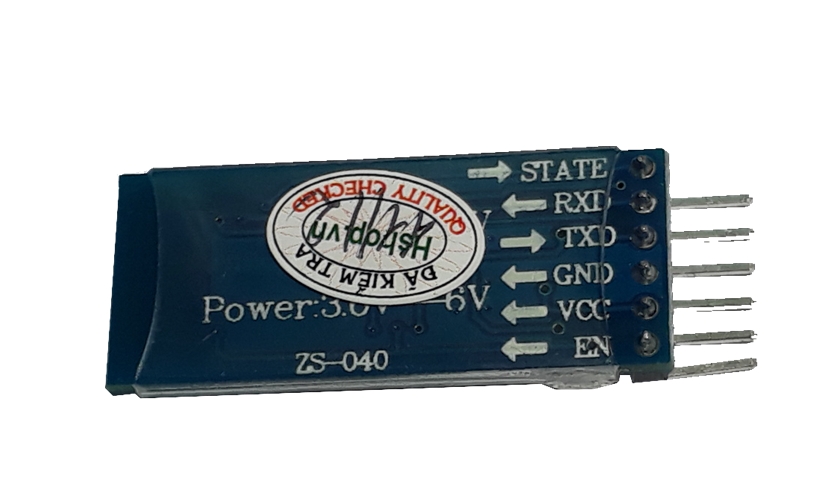 STATE
RXD
TXD
GND
VCC
EN
Power:3.6V—6V
ZS-040
ĐÃ KIỂM TRA
Hshop.vn
QUALITY CHECKED